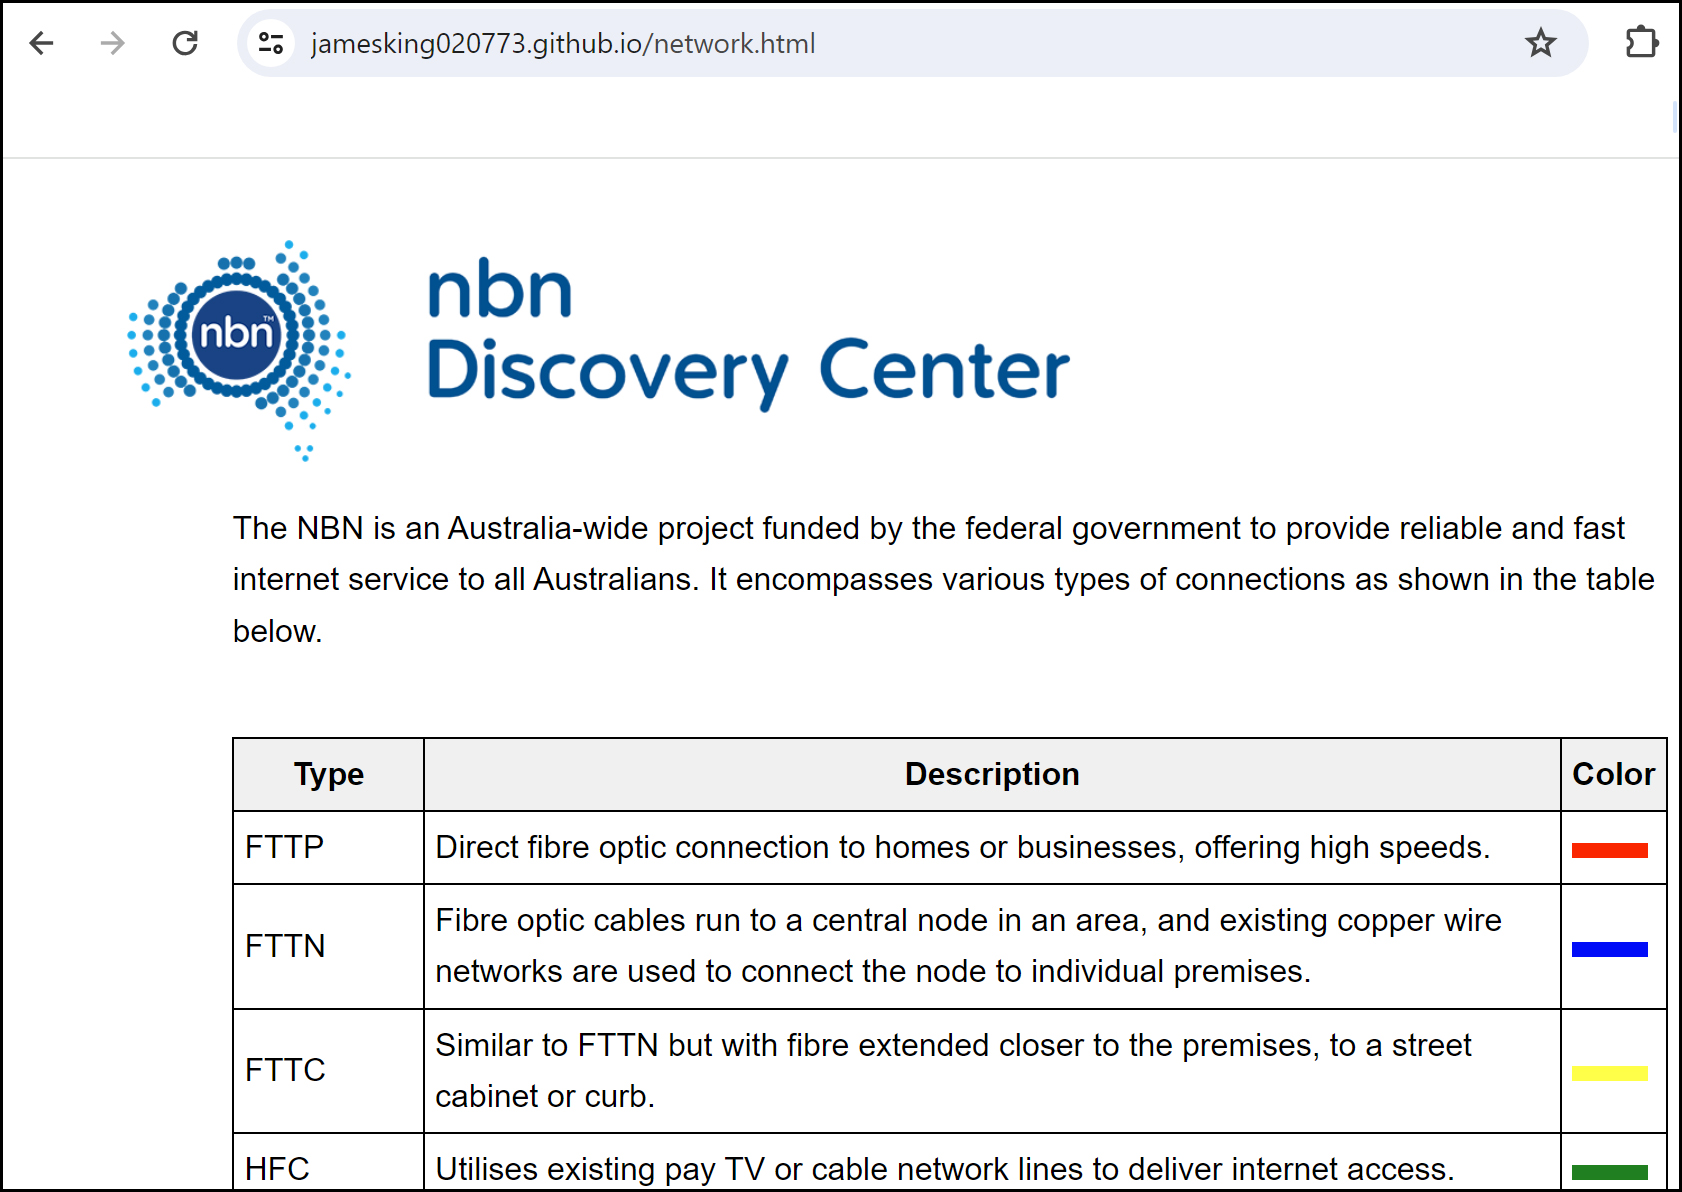 jamesking020773.github.io/network.html
nbn™
nbn
Discovery Center
The NBN is an Australia-wide project funded by the federal government to provide reliable and fast
internet service to all Australians. It encompasses various types of connections as shown in the table
below.
Type Description Color
FTTP Direct fibre optic connection to homes or businesses, offering high speeds.
FTTN Fibre optic cables run to a central node in an area, and existing copper wire
networks are used to connect the node to individual premises.
FTTC Similar to FTTN but with fibre extended closer to the premises, to a street
cabinet or curb.
HFC Utilises existing pay TV or cable network lines to deliver internet access.